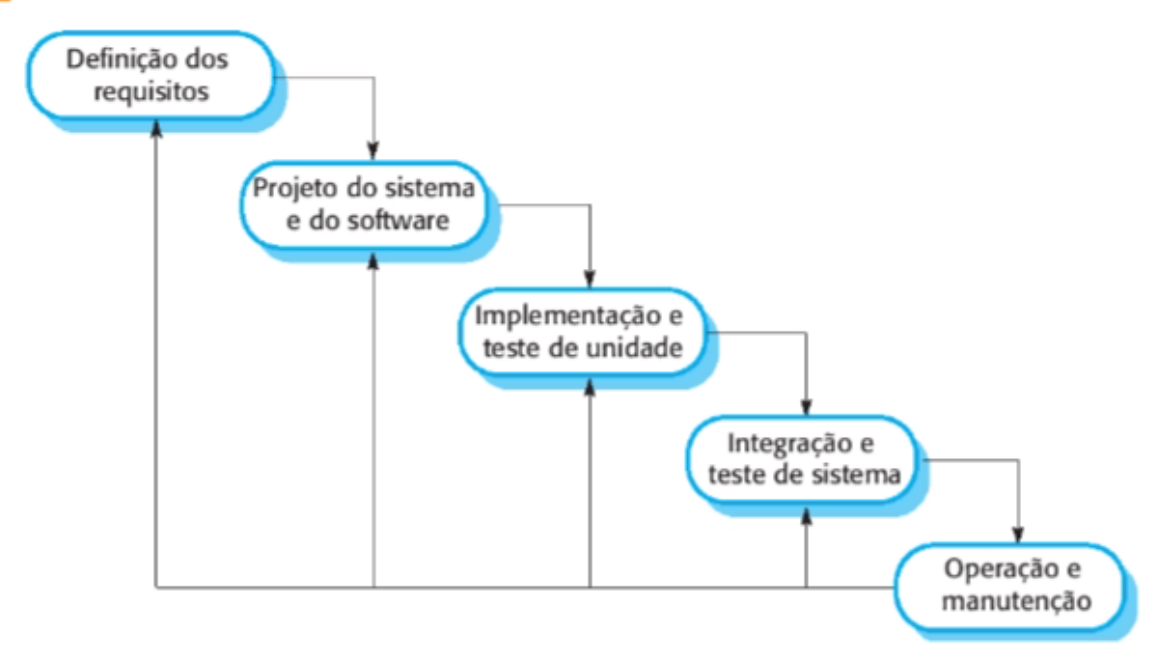 Definição dos
requisitos
Projeto do sistema
e do software
Implementação e
teste de unidade
Integração e
teste de sistema
Operação e
manutenção